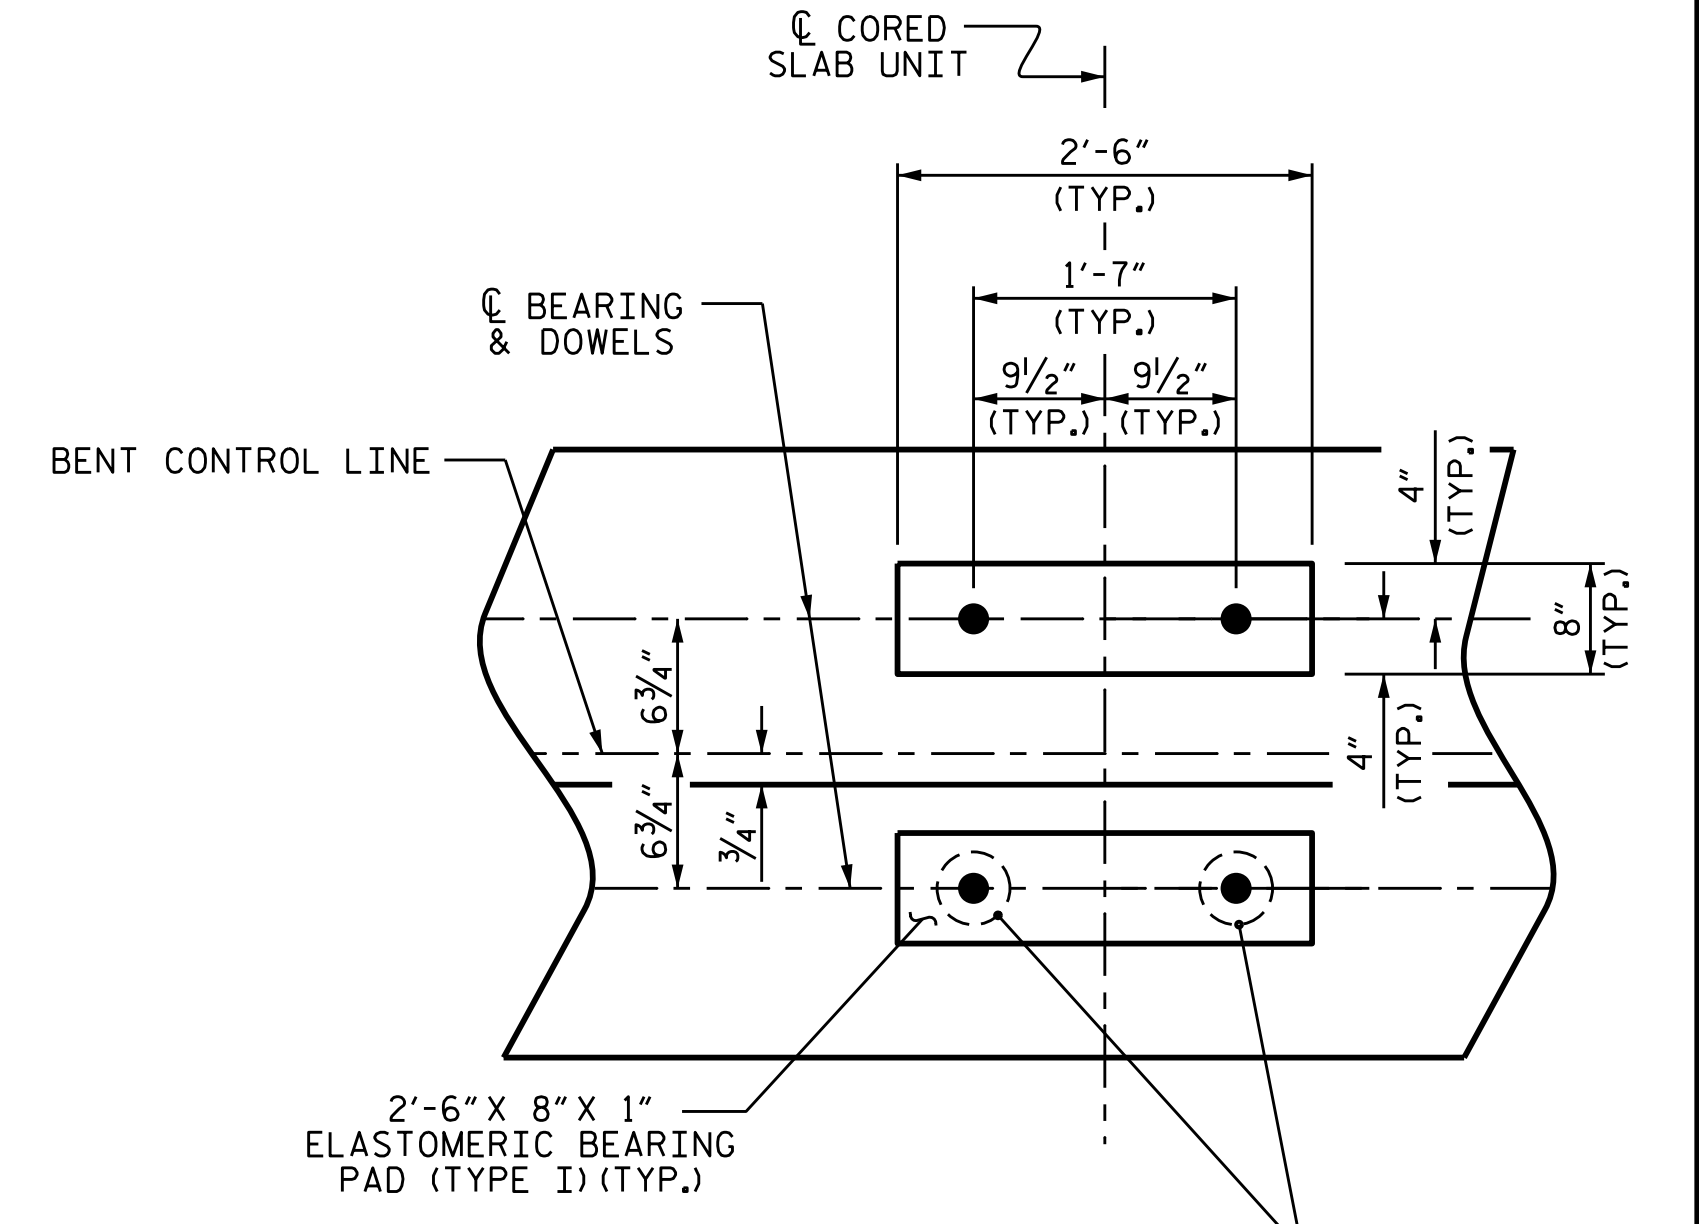 ℄ CORED
SLAB UNIT
2'-6"
(TYP.)
1'-7"
(TYP.)
℄ BEARING
& DOWELS
9½" 9½"
(TYP.) (TYP.)
BENT CONTROL LINE
4"
(TYP.)
8"
(TYP.)
6¾"
4"
(TYP.)
6¾"
¾"
2'-6" X 8" X 1"
ELASTOMERIC BEARING
PAD (TYPE I) (TYP.)